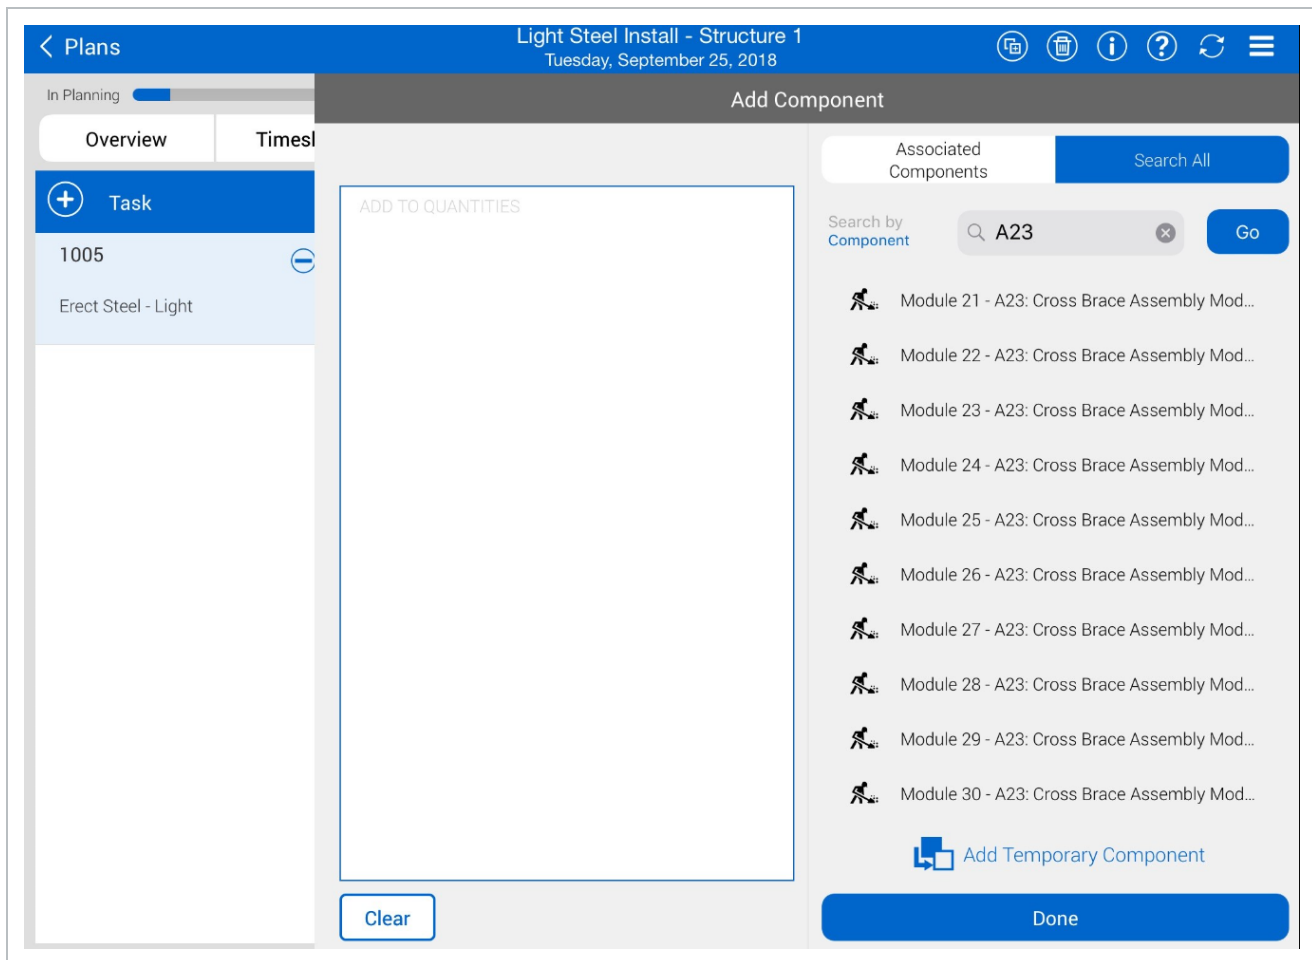 Plans
Light Steel Install - Structure 1
Tuesday, September 25, 2018
In Planning
Add Component
Overview
Timesl
Associated
Components
Search All
Task
ADD TO QUANTITIES
Search by
Component
A23
Go
1005
Erect Steel - Light
Module 21 - A23: Cross Brace Assembly Mod...
Module 22 - A23: Cross Brace Assembly Mod...
Module 23 - A23: Cross Brace Assembly Mod...
Module 24 - A23: Cross Brace Assembly Mod...
Module 25 - A23: Cross Brace Assembly Mod...
Module 26 - A23: Cross Brace Assembly Mod...
Module 27 - A23: Cross Brace Assembly Mod...
Module 28 - A23: Cross Brace Assembly Mod...
Module 29 - A23: Cross Brace Assembly Mod...
Module 30 - A23: Cross Brace Assembly Mod...
Add Temporary Component
Clear
Done